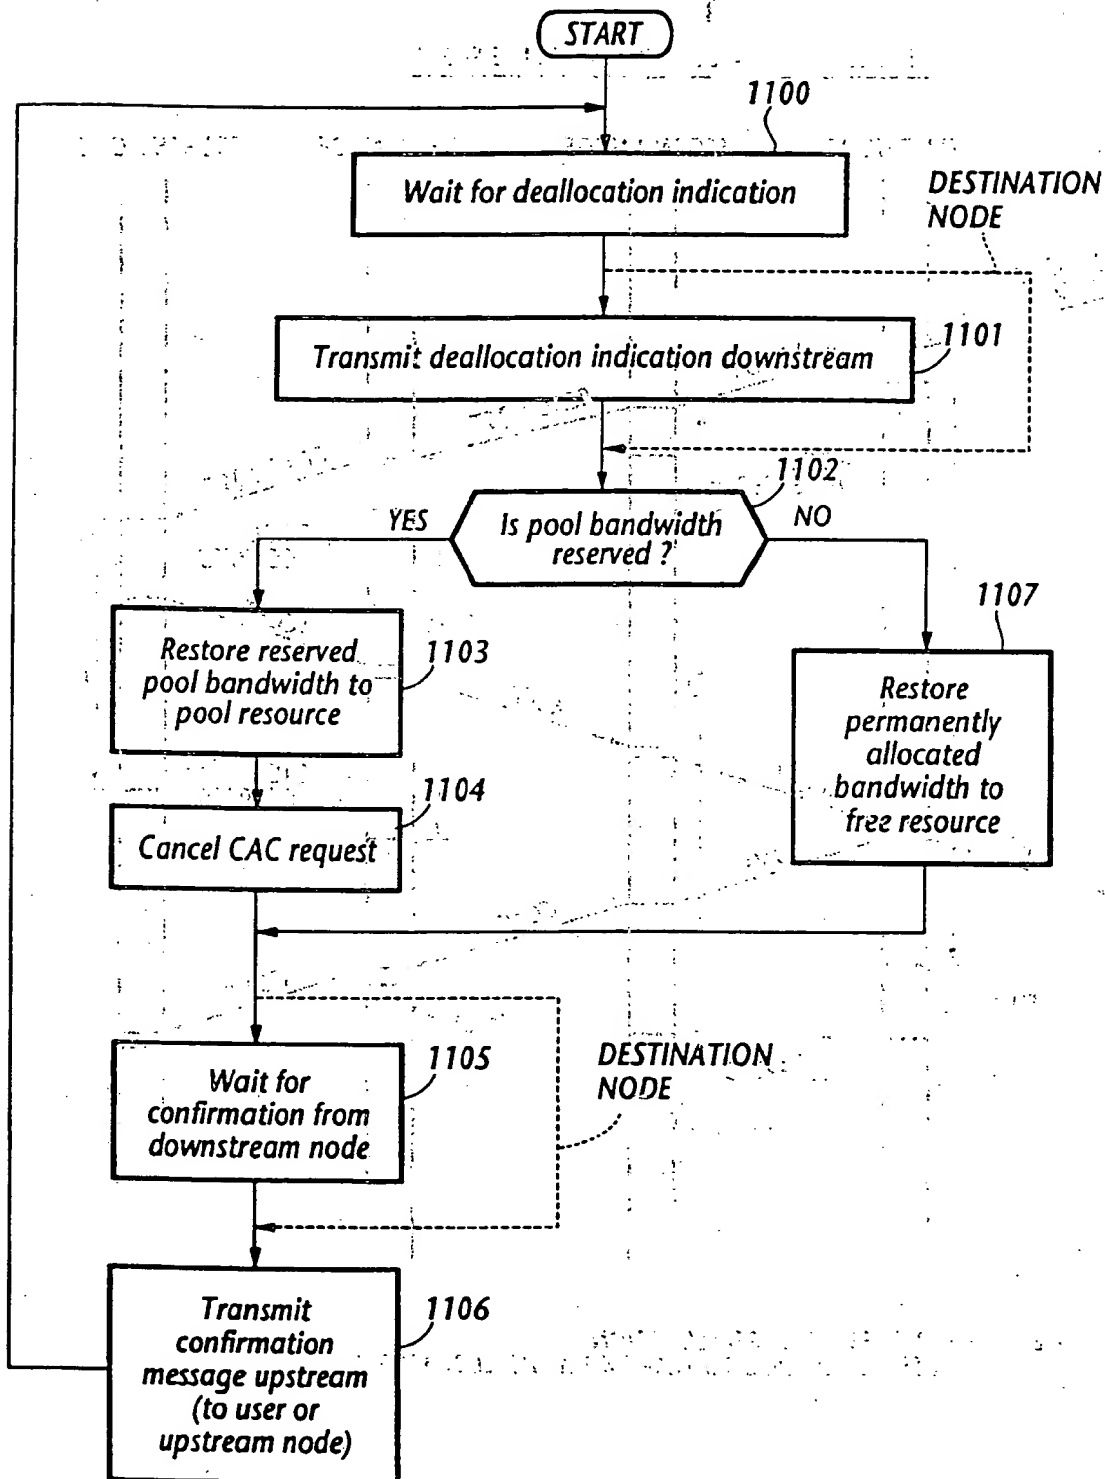 START
1100
Wait for deallocation indication
DESTINATION
NODE
Transmit deallocation indication downstream
1101
1102
YES
Is pool bandwidth
reserved ?
NO
1103
Restore reserved
pool bandwidth to
pool resource
1107
Restore
permanently
allocated
bandwidth to
free resource
1104
Cancel CAC request
1105
Wait for
confirmation from
downstream node
DESTINATION
NODE
1106
Transmit
confirmation
message upstream
(to user or
upstream node)